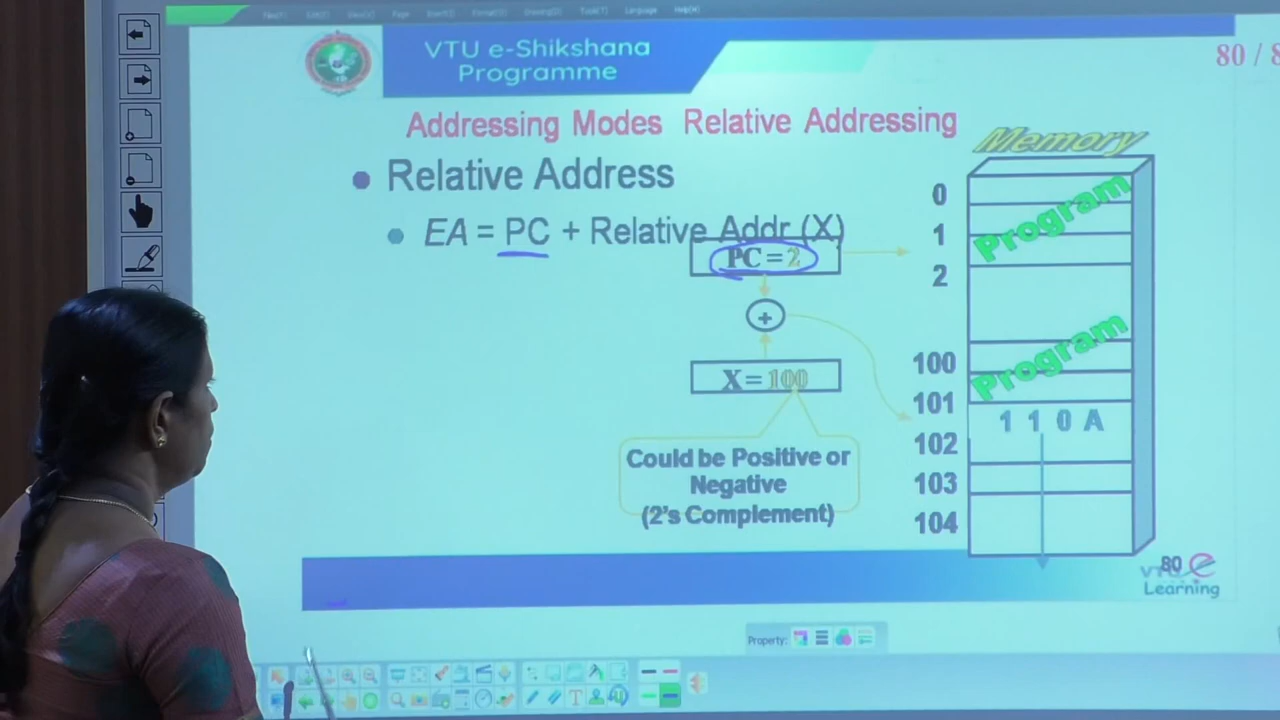 VTU e-Shikshana
Programme
80 / 8
Addressing Modes Relative Addressing
Memory
Relative Address
EA = PC + Relative Addr (X)
PC = 2
+
X = 100
Could be Positive or
Negative
(2's Complement)
0
1
2
100
101
102
103
104
Program
Program
1 1 0 A
80
VTU e
Learning
Property: